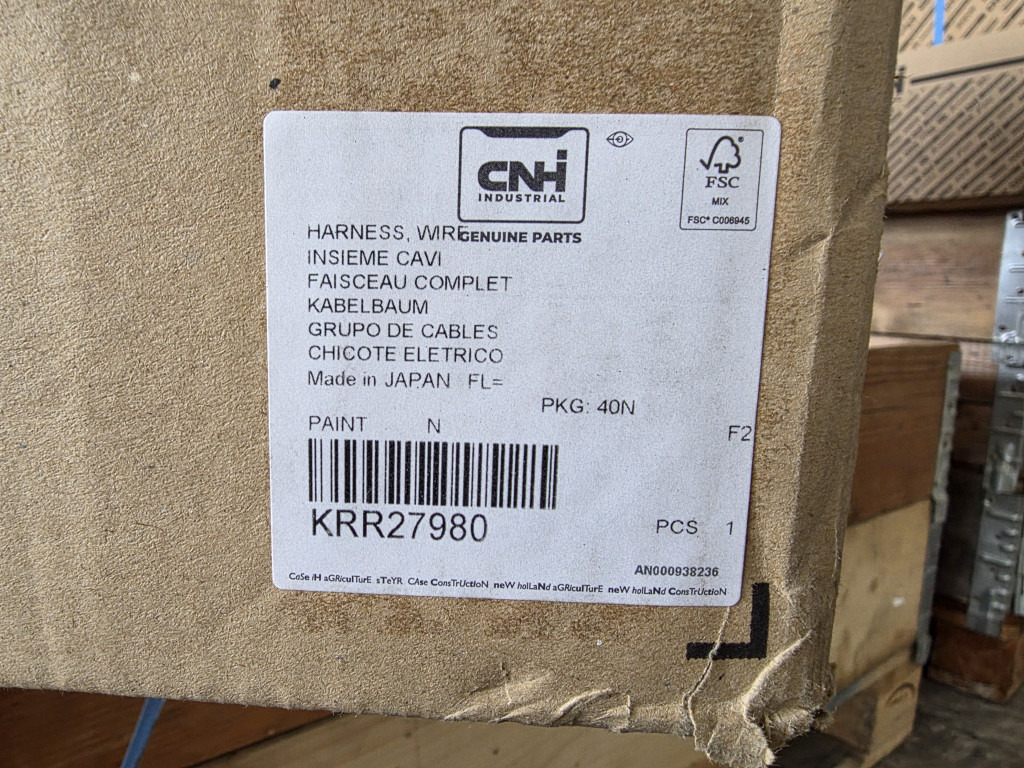 CNH
INDUSTRIAL
GENUINE PARTS
FSC
MIX
FSC® C006945
HARNESS, WIRE
INSIEME CAVI
FAISCEAU COMPLET
KABELBAUM
GRUPO DE CABLES
CHICOTE ELETRICO
Made in JAPAN FL=
PKG: 40N
PAINT N
F2
KRR27980
PCS 1
AN000938236
CaSe iH aGRicuITurE sTeYR CAse ConsTrUctioN neW holLaNd aGRicuITurE neW holLaNd ConsTrUctioN